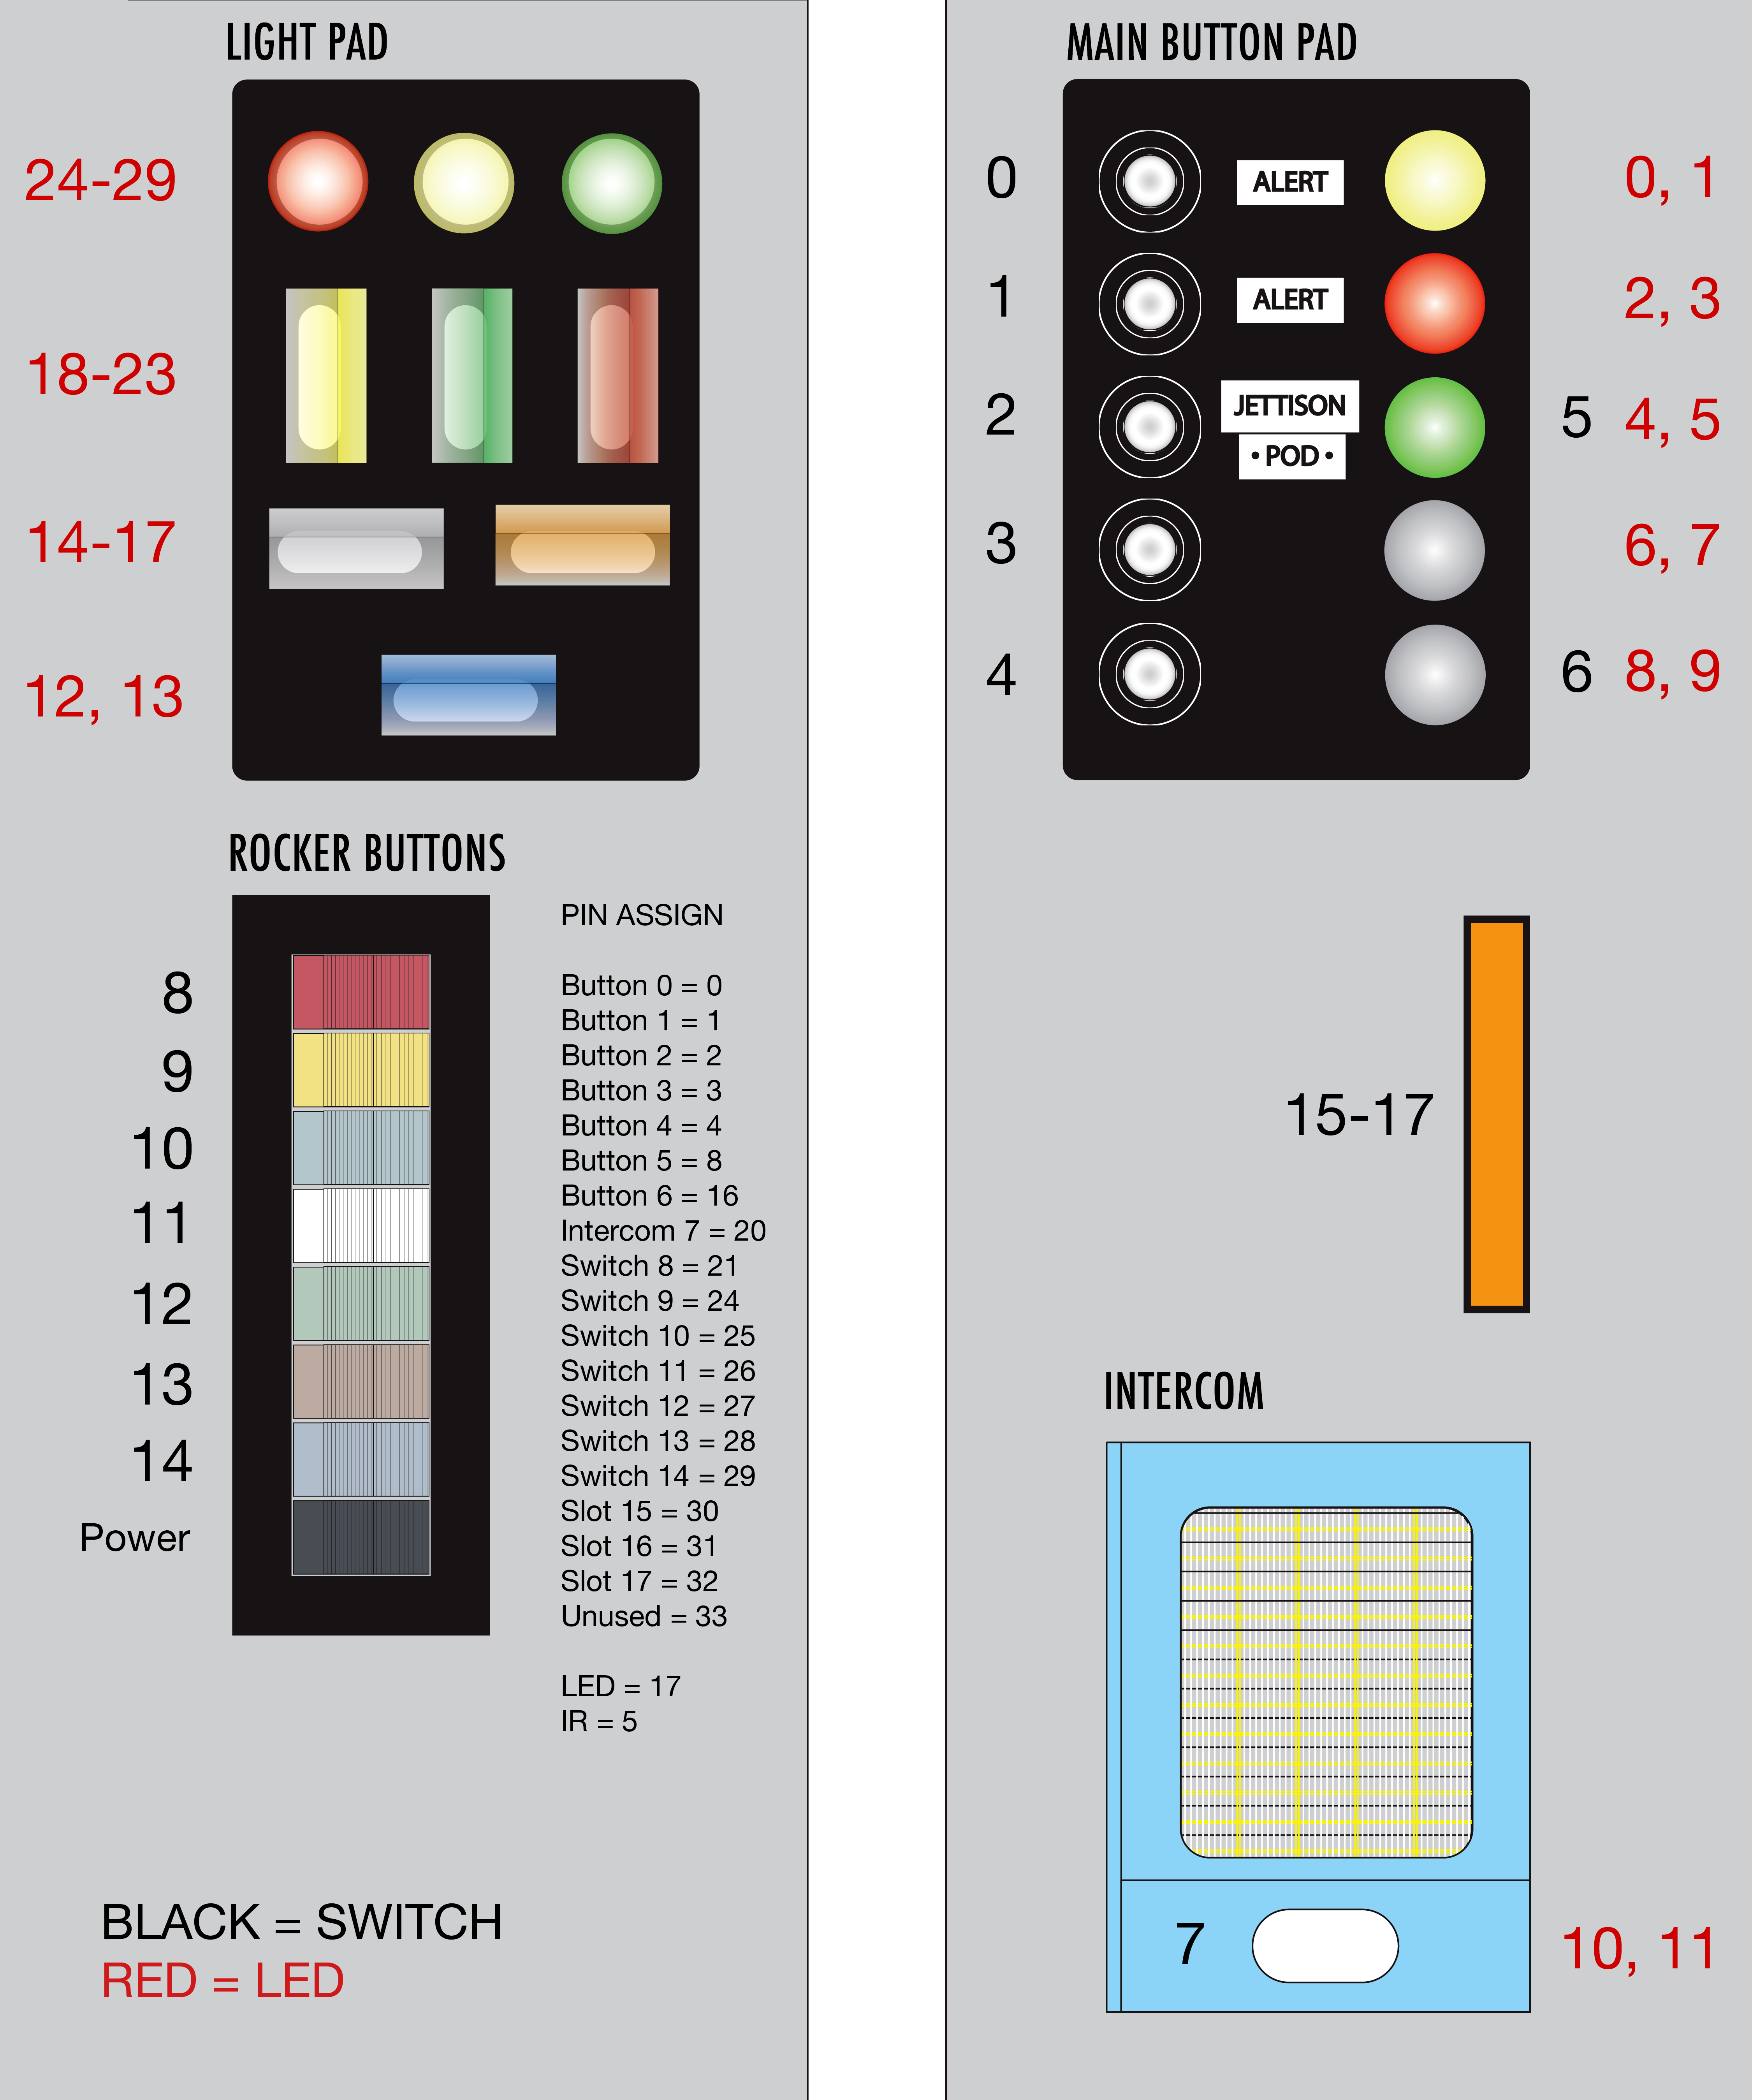 LIGHT PAD
24-29
18-23
14-17
12, 13
ROCKER BUTTONS
8
9
10
11
12
13
14
Power
PIN ASSIGN
Button 0 = 0
Button 1 = 1
Button 2 = 2
Button 3 = 3
Button 4 = 4
Button 5 = 8
Button 6 = 16
Intercom 7 = 20
Switch 8 = 21
Switch 9 = 24
Switch 10 = 25
Switch 11 = 26
Switch 12 = 27
Switch 13 = 28
Switch 14 = 29
Slot 15 = 30
Slot 16 = 31
Slot 17 = 32
Unused = 33
LED = 17
IR = 5
BLACK = SWITCH
RED = LED
MAIN BUTTON PAD
0 ALERT 0, 1
1 ALERT 2, 3
2 JETTISON 5 4, 5
• POD •
3 6, 7
4 6 8, 9
15-17
INTERCOM
7 10, 11